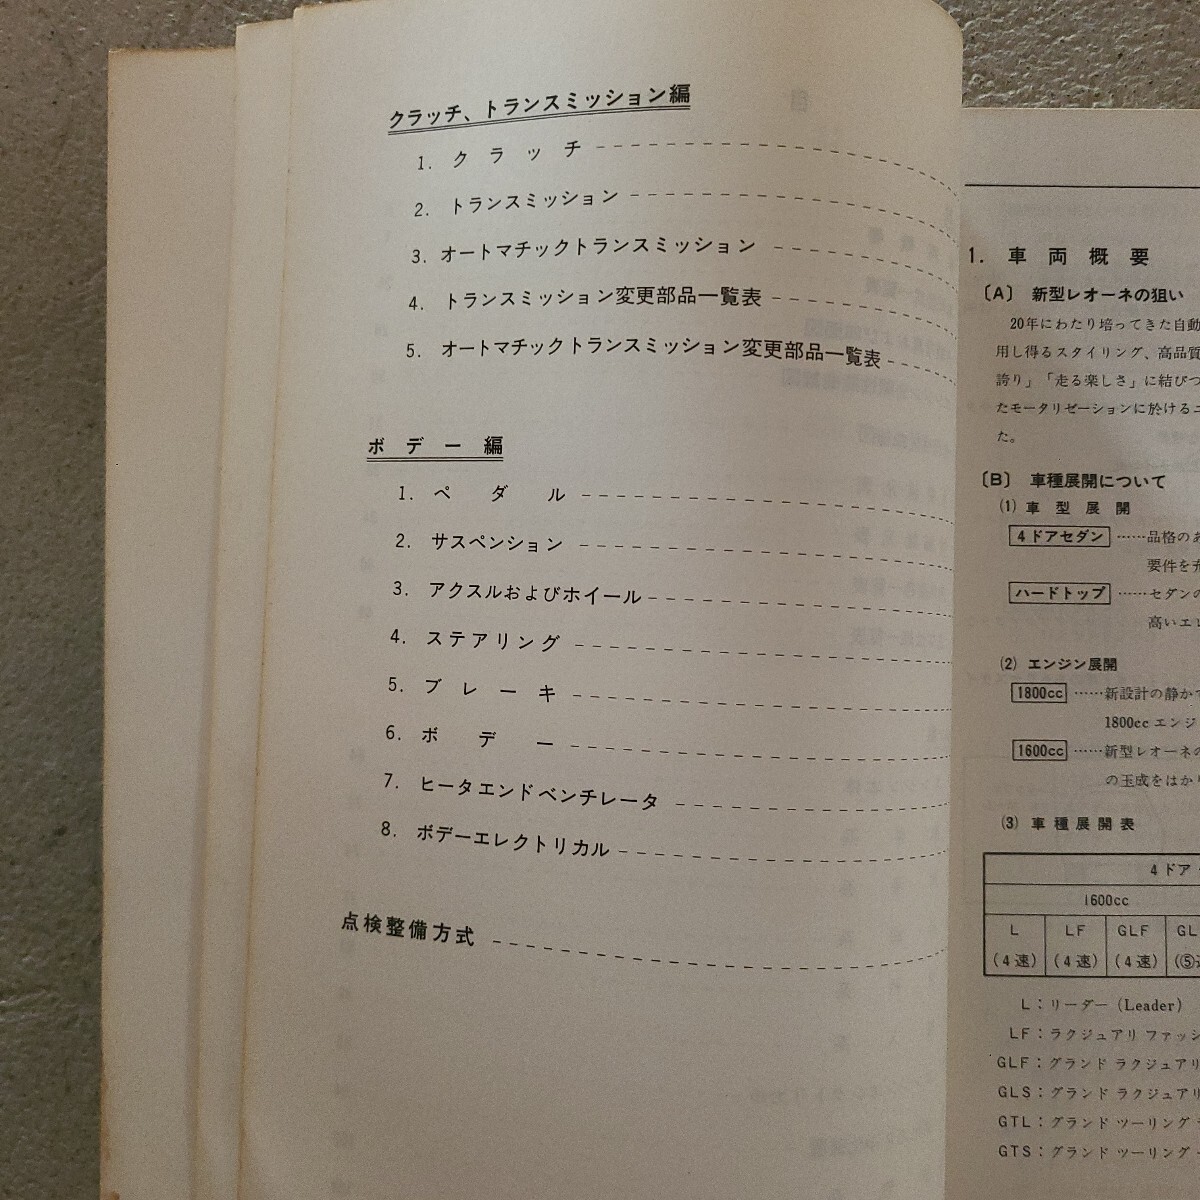 クラッチ、トランスミッション編
1. クラッチ
2. トランスミッション
3. オートマチックトランスミッション
4. トランスミッション変更部品一覧表
5. オートマチックトランスミッション変更部品一覧表
ボデー編
1. ペダル
2. サスペンション
3. アクスルおよびホイール
4. ステアリング
5. ブレーキ
6. ボデー
7. ヒータエンドベンチレータ
8. ボデーエレクトリカル
点検整備方式
1. 車両概要
〔A〕 新型レオーネの狙い
20年にわたり培ってきた自動
用し得るスタイリング、高品質
誇り」「走る楽しさ」に結びつ
たモータリゼーションに於けるユ
た。
〔B〕 車種展開について
(1) 車型展開
4ドアセダン ……品格のあ
要件を充
ハードトップ ……セダンの
高いエレ
(2) エンジン展開
1800cc ……新設計の静かで
1800cc エンジ
1600cc ……新型レオーネの
の玉成をはかり
(3) 車種展開表
4ドア
1600cc
L LF GLF GL
(4速) (4速) (4速) (⑤速
L：リーダー (Leader)
LF：ラクジュアリ ファッシ
GLF：グランド ラクジュアリ
GLS：グランド ラクジュアリ
GTL：グランド ツーリング
GTS：グランド ツーリング